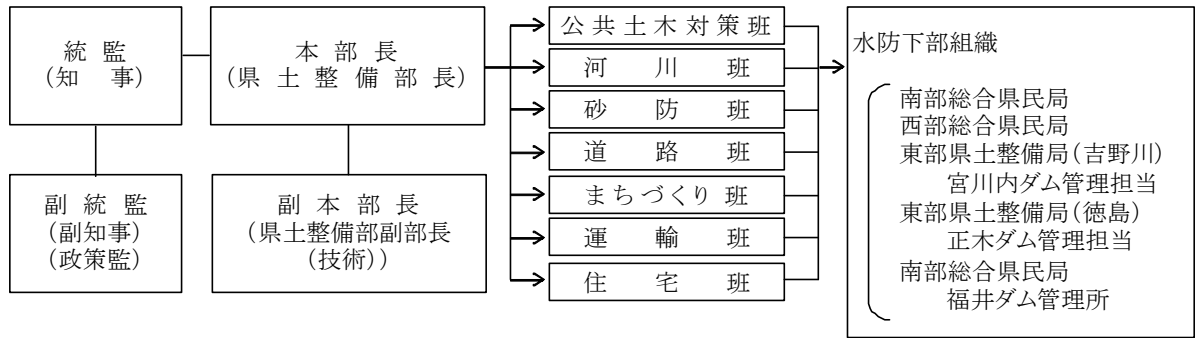 統監
(知 事)
本部長
(県土整備部長)
副統監
(副知事)
(政策監)
副本部長
(県土整備部副部長
(技術))
公共土木対策班
河川班
砂防班
道路班
まちづくり班
運輸班
住宅班
水防下部組織
南部総合県民局
西部総合県民局
東部県土整備局(吉野川)
宮川内ダム管理担当
東部県土整備局(徳島)
正木ダム管理担当
南部総合県民局
福井ダム管理所